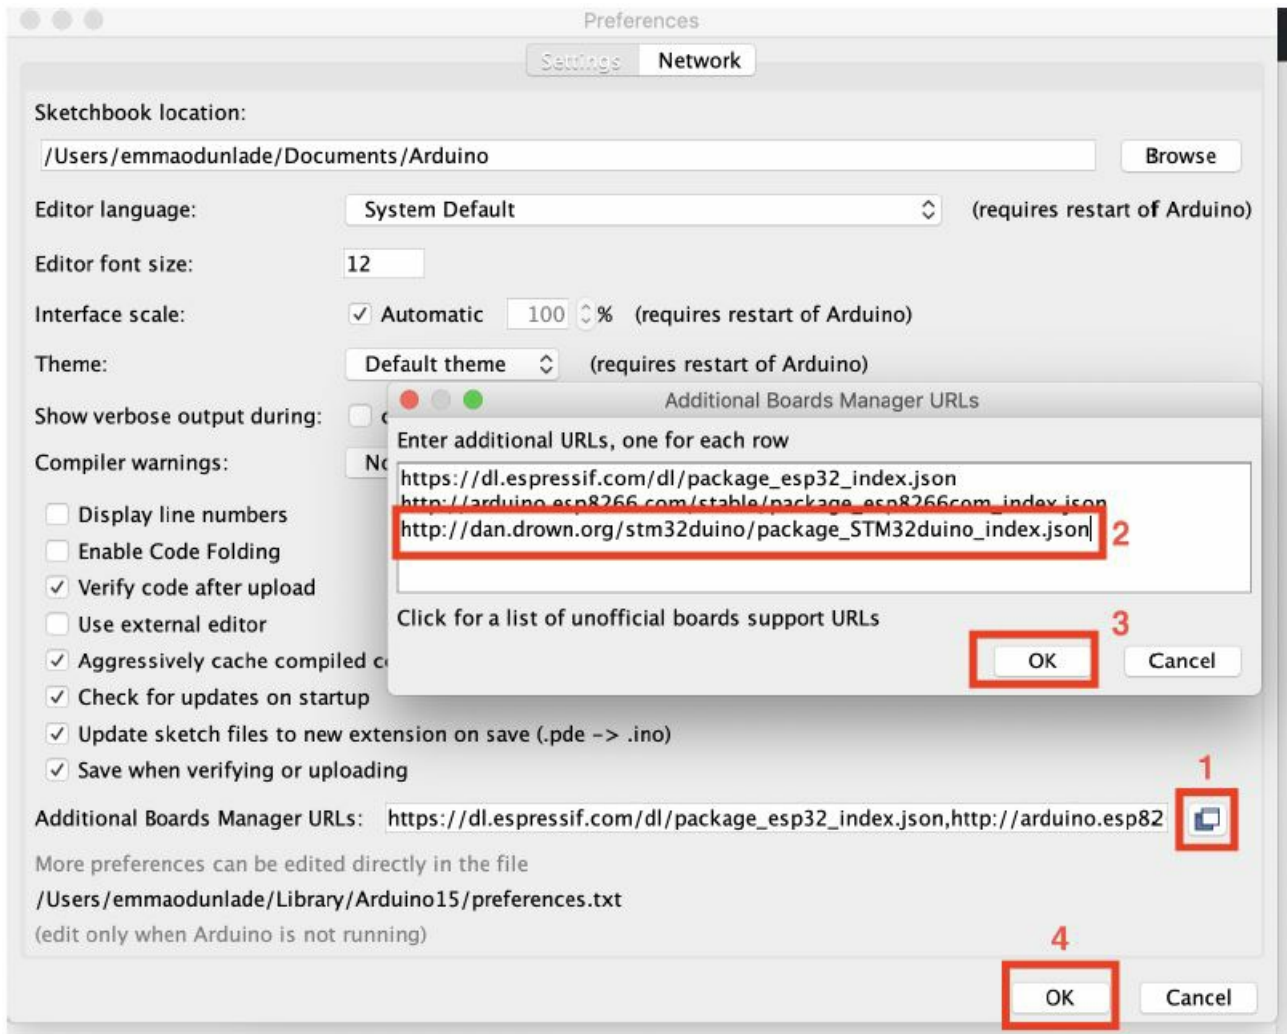 Preferences
Settings Network
Sketchbook location:
/Users/emmaodunlade/Documents/Arduino Browse
Editor language: System Default (requires restart of Arduino)
Editor font size: 12
Interface scale: Automatic 100 % (requires restart of Arduino)
Theme: Default theme (requires restart of Arduino)
Show verbose output during:
Compiler warnings:
Additional Boards Manager URLs
Enter additional URLs, one for each row
https://dl.espressif.com/dl/package_esp32_index.json
http://arduino.esp8266.com/stable/package_esp8266com_index.json
http://dan.drown.org/stm32duino/package_STM32duino_index.json 2
Click for a list of unofficial boards support URLs
3
OK Cancel
Display line numbers
Enable Code Folding
Verify code after upload
Use external editor
Aggressively cache compiled
Check for updates on startup
Update sketch files to new extension on save (.pde -> .ino)
Save when verifying or uploading
1
Additional Boards Manager URLs: https://dl.espressif.com/dl/package_esp32_index.json,http://arduino.esp82
More preferences can be edited directly in the file
/Users/emmaodunlade/Library/Arduino15/preferences.txt
(edit only when Arduino is not running)
4
OK Cancel